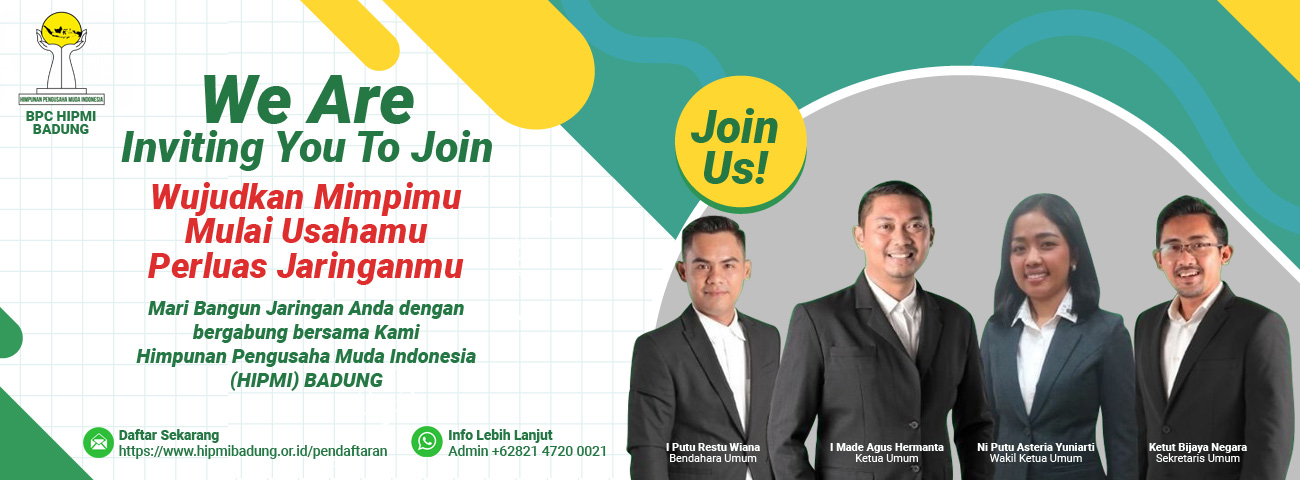 HIMPUNAN PENGUSAHA MUDA INDONESIA
BPC HIPMI
BADUNG
We Are
Inviting You To Join
Wujudkan Mimpimu
Mulai Usahamu
Perluas Jaringanmu
Mari Bangun Jaringan Anda dengan
bergabung bersama Kami
Himpunan Pengusaha Muda Indonesia
(HIPMI) BADUNG
Daftar Sekarang
https://www.hipmibadung.or.id/pendaftaran
Info Lebih Lanjut
Admin +62821 4720 0021
Join
Us!
I Putu Restu Wiana
Bendahara Umum
I Made Agus Hermanta
Ketua Umum
Ni Putu Asteria Yuniarti
Wakil Ketua Umum
Ketut Bijaya Negara
Sekretaris Umum